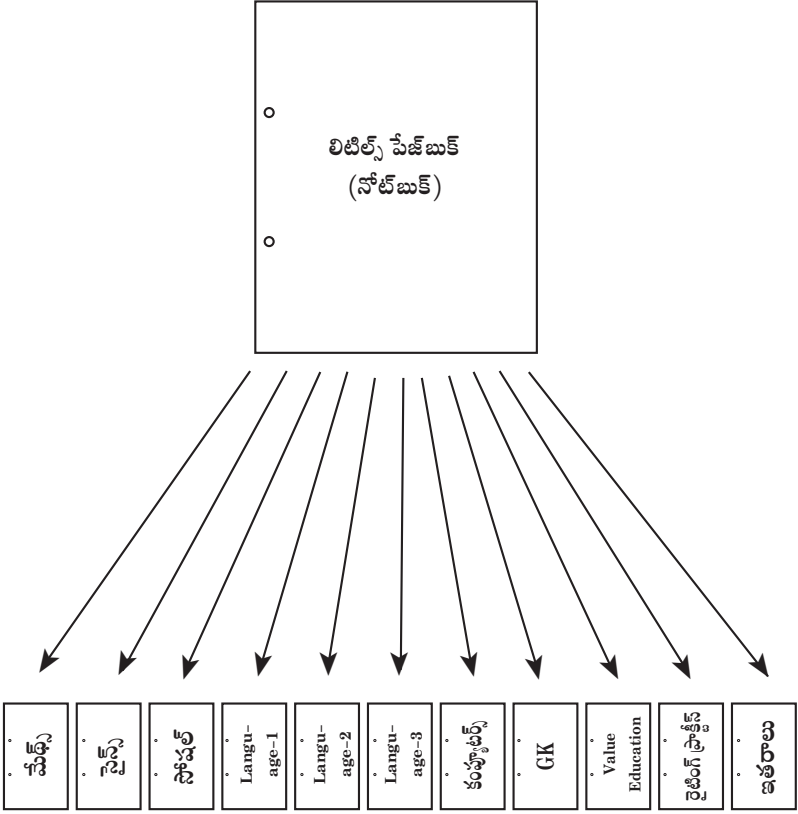 లిటిల్స్ పేజ్‌బుక్
(నోట్‌బుక్)
మేథ్స్
సైన్స్
సోషల్
Langu-
age-1
Langu-
age-2
Langu-
age-3
కంప్యూటర్స్
GK
Value
Education
రైటింగ్ ప్రాక్టీస్
ఇతరాలు